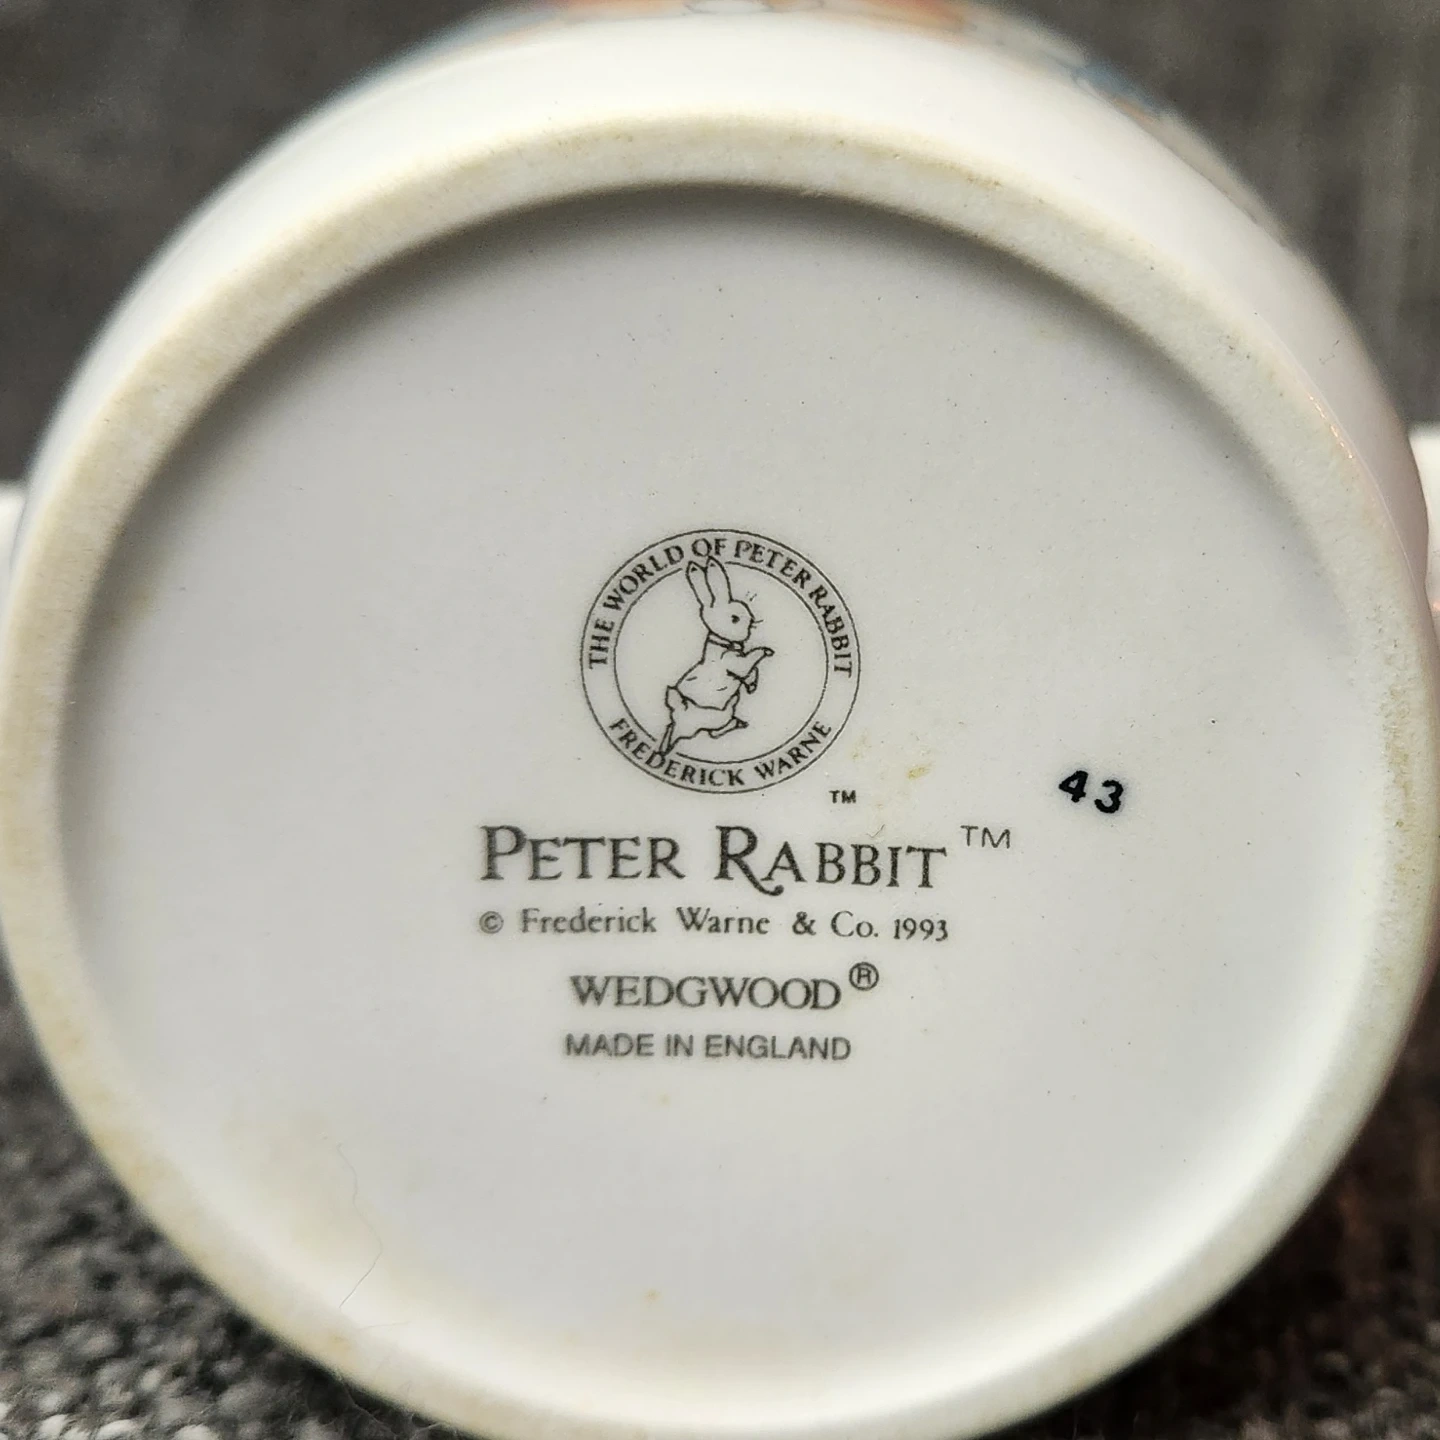 THE WORLD OF PETER RABBIT
FREDERICK WARNE
TM
43
PETER RABBIT TM
© Frederick Warne & Co. 1993
WEDGWOOD®
MADE IN ENGLAND